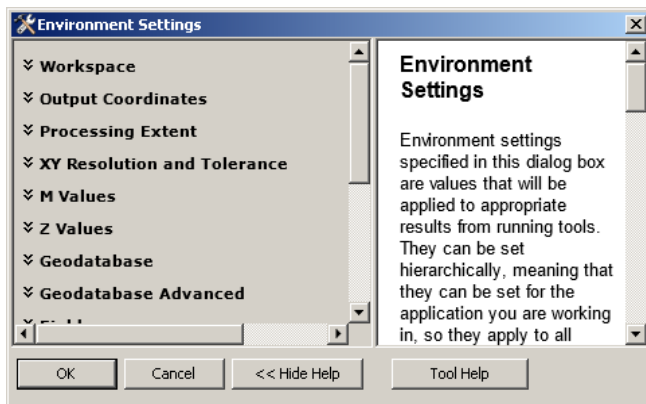 Environment Settings
Workspace
Output Coordinates
Processing Extent
XY Resolution and Tolerance
M Values
Z Values
Geodatabase
Geodatabase Advanced
Environment
Settings
Environment settings
specified in this dialog box
are values that will be
applied to appropriate
results from running tools.
They can be set
hierarchically, meaning that
they can be set for the
application you are working
in, so they apply to all
OK
Cancel
<< Hide Help
Tool Help